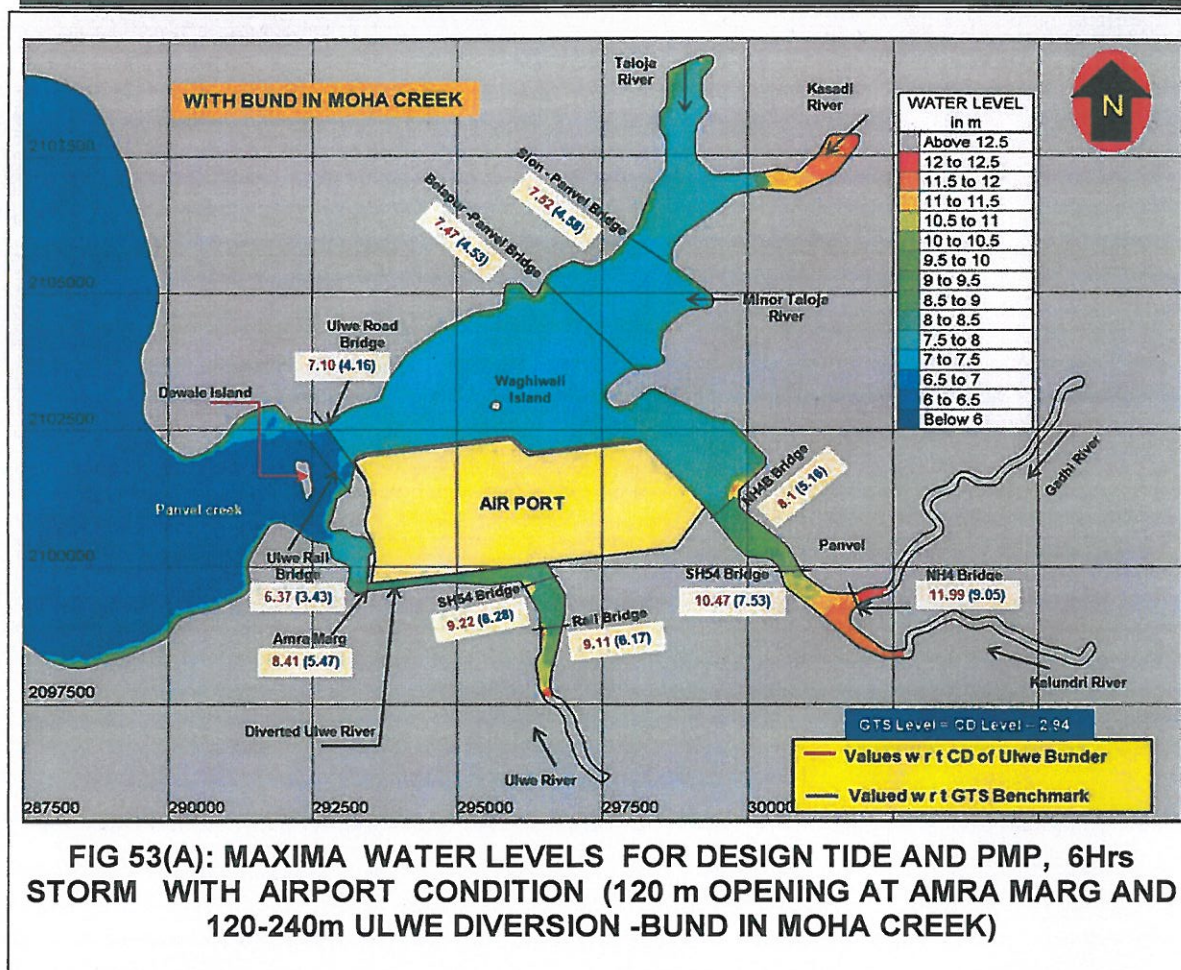 WITH BUND IN MOHA CREEK
Taloja
River
Kasadi
River
WATER LEVEL
in m
Above 12.5
12 to 12.5
11.5 to 12
11 to 11.5
10.5 to 11
10 to 10.5
9.5 to 10
9 to 9.5
8.5 to 9
8 to 8.5
7.5 to 8
7 to 7.5
6.5 to 7
6 to 6.5
Below 6
N
Sion - Panvel Bridge
7.52 (4.58)
Belapur -Panvel Bridge
7.47 (4.53)
2105000
Minor Taloja
River
Ulwe Road
Bridge
7.10 (4.16)
Dewale Island
Waghiwali
Island
2102500
AIR PORT
NH4B Bridge
8.1 (5.16)
Gadhi River
Panvel creek
2100000
Ulwe Rail
Bridge
6.37 (3.43)
Panvel
SH54 Bridge
10.47 (7.53)
NH4 Bridge
11.99 (9.05)
SH54 Bridge
9.22 (6.28)
Rail Bridge
9.11 (6.17)
Amra Marg
8.41 (5.47)
Kalundri River
2097500
Diverted Ulwe River
Ulwe River
GTS Level = CD Level - 2.94
Values w r t CD of Ulwe Bunder
Valued w r t GTS Benchmark
287500
290000
292500
295000
297500
30000
FIG 53(A): MAXIMA WATER LEVELS FOR DESIGN TIDE AND PMP, 6Hrs
STORM WITH AIRPORT CONDITION (120 m OPENING AT AMRA MARG AND
120-240m ULWE DIVERSION -BUND IN MOHA CREEK)